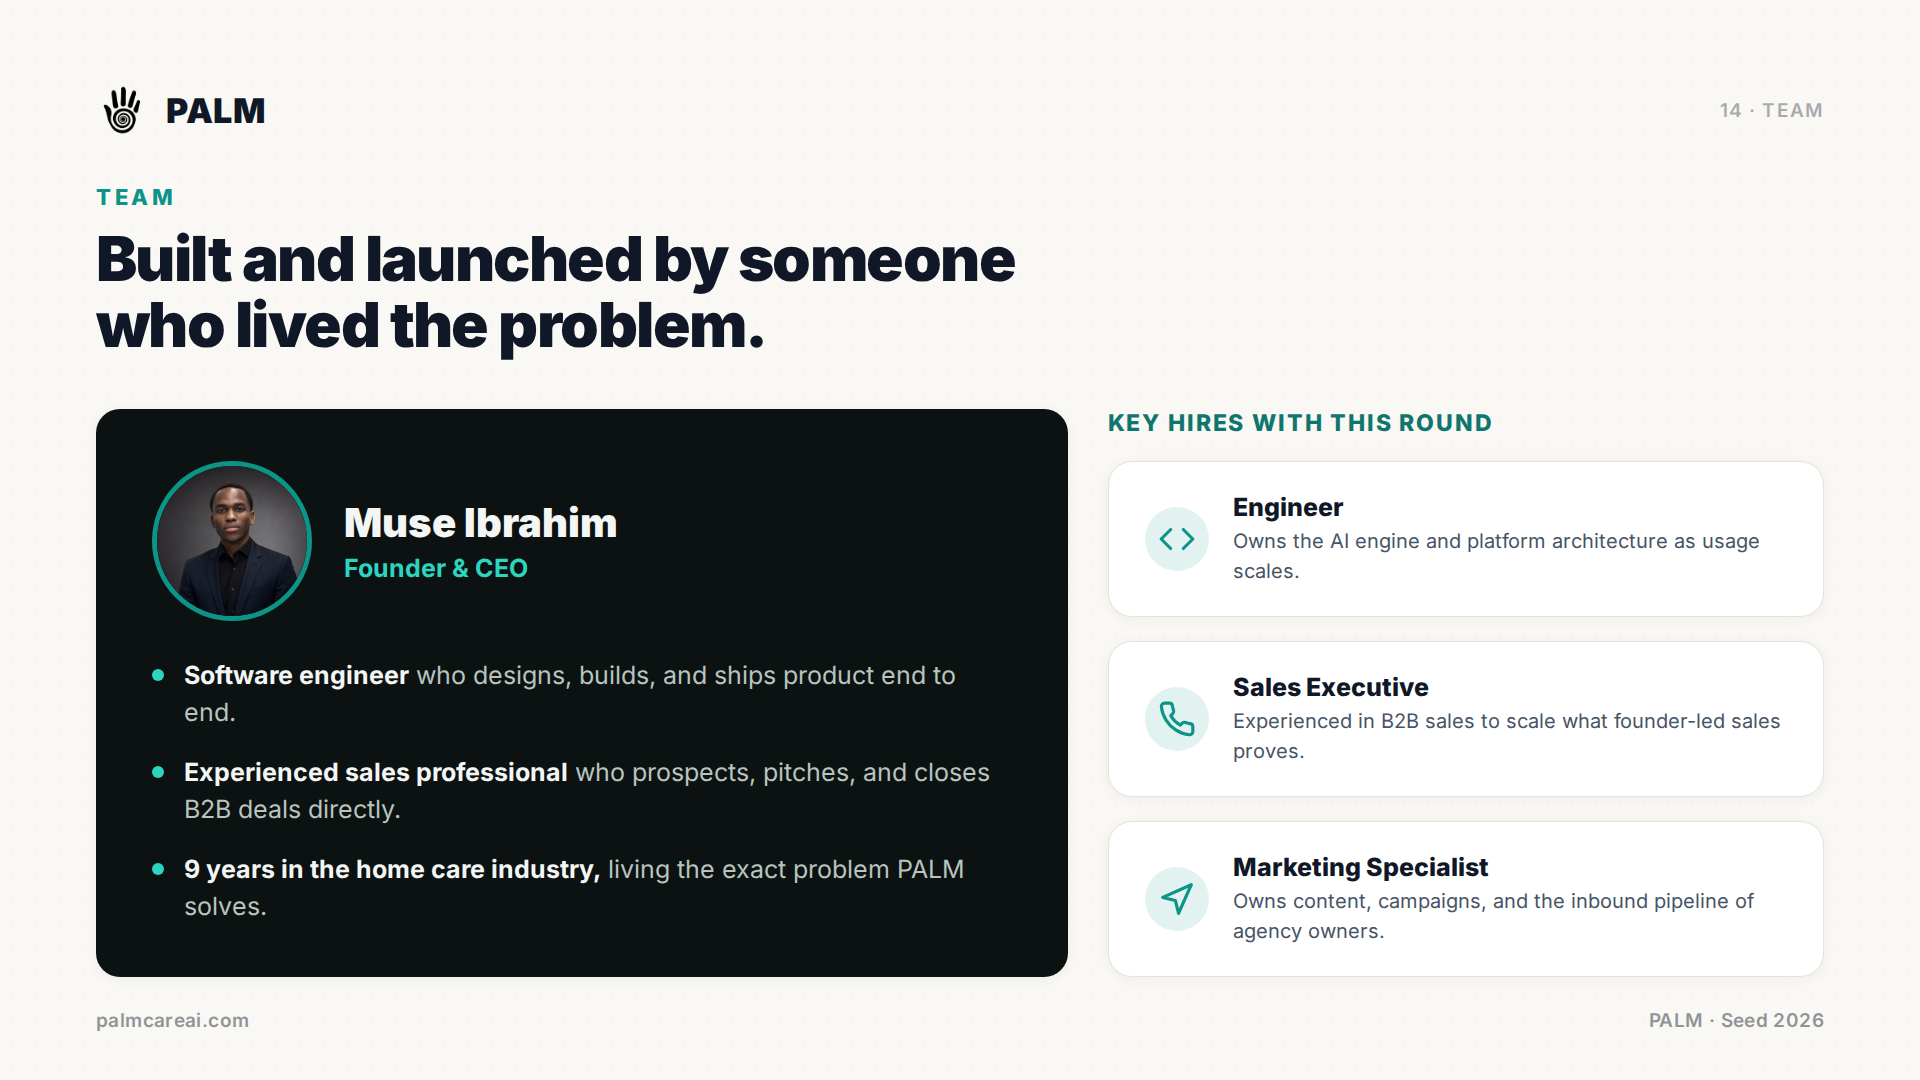 PALM
14 · TEAM
TEAM
Built and launched by someone
who lived the problem.
Muse Ibrahim
Founder & CEO
Software engineer who designs, builds, and ships product end to
end.
Experienced sales professional who prospects, pitches, and closes
B2B deals directly.
9 years in the home care industry, living the exact problem PALM
solves.
KEY HIRES WITH THIS ROUND
Engineer
Owns the AI engine and platform architecture as usage
scales.
Sales Executive
Experienced in B2B sales to scale what founder-led sales
proves.
Marketing Specialist
Owns content, campaigns, and the inbound pipeline of
agency owners.
palmcareai.com
PALM · Seed 2026